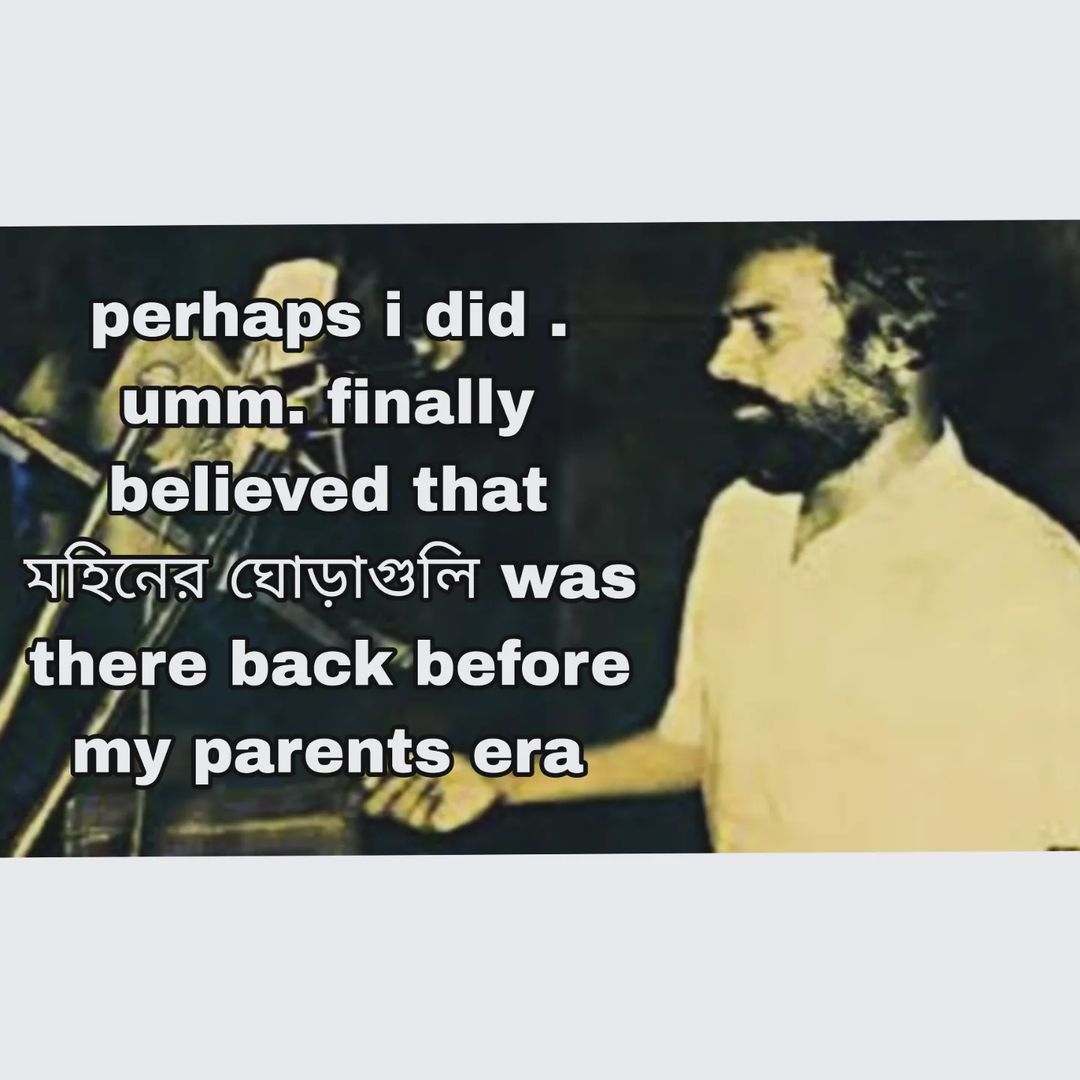 perhaps i did .
umm. finally
believed that
মহিনের ঘোড়াগুলি was
there back before
my parents era